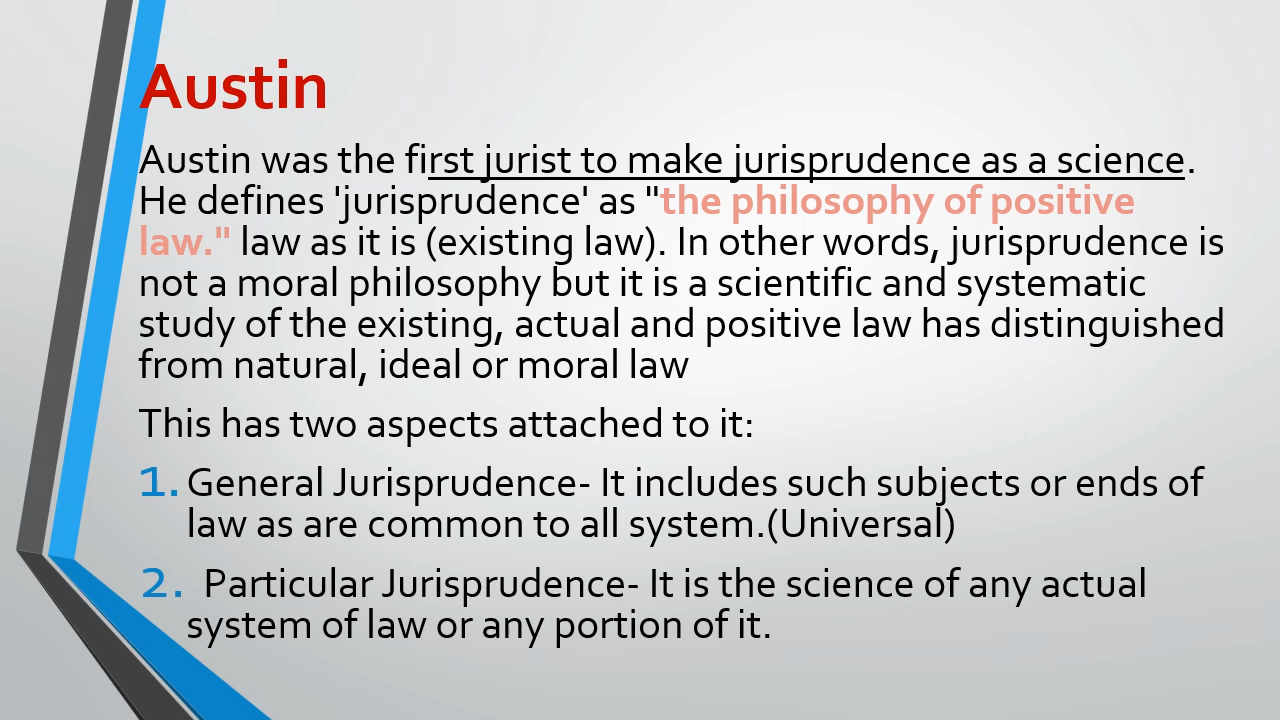 Austin
Austin was the first jurist to make jurisprudence as a science.
He defines 'jurisprudence' as "the philosophy of positive
law." law as it is (existing law). In other words, jurisprudence is
not a moral philosophy but it is a scientific and systematic
study of the existing, actual and positive law has distinguished
from natural, ideal or moral law
This has two aspects attached to it:
1. General Jurisprudence- It includes such subjects or ends of
law as are common to all system.(Universal)
2. Particular Jurisprudence- It is the science of any actual
system of law or any portion of it.